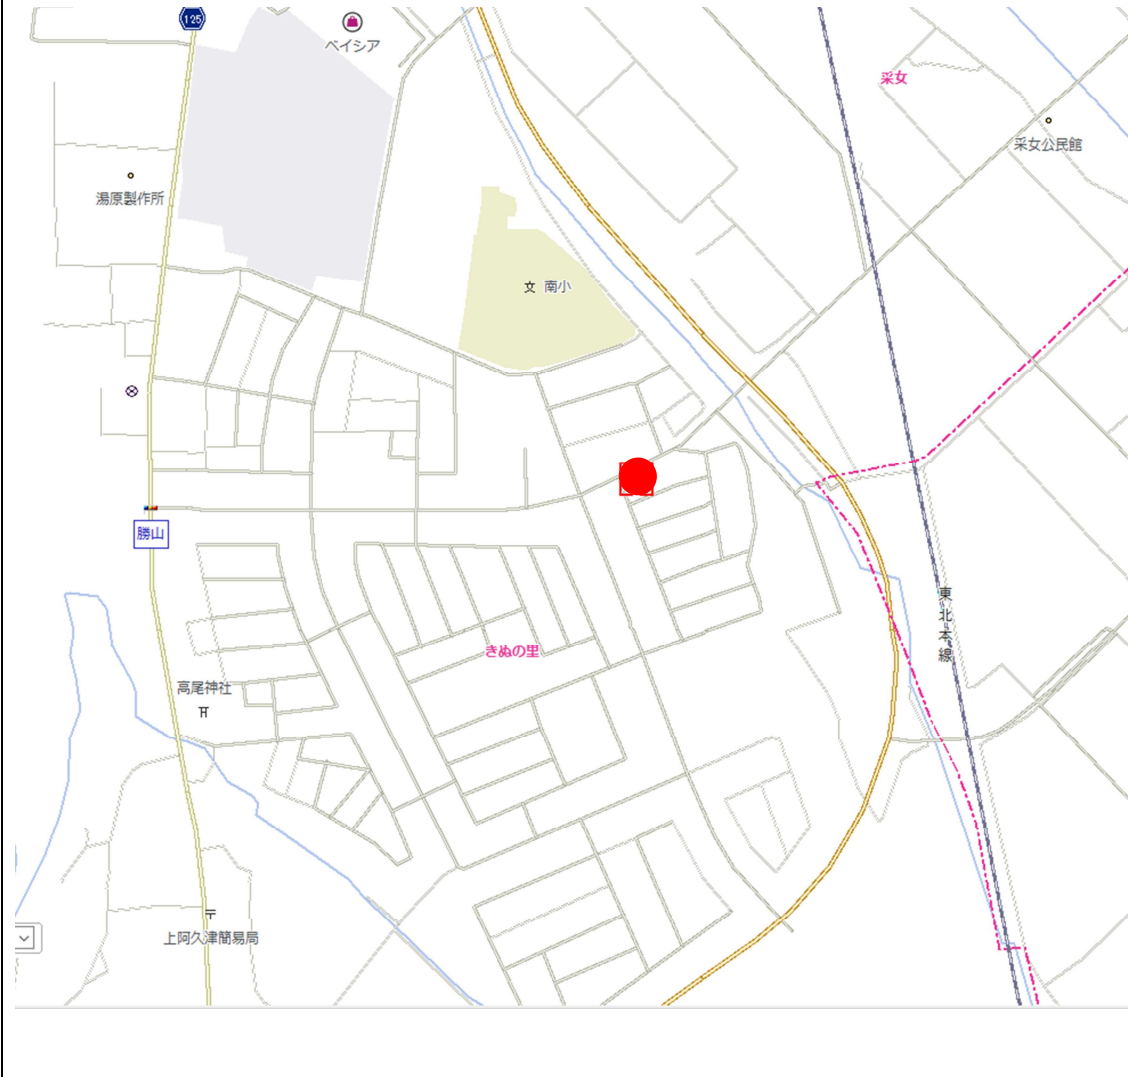 125
ベイシア
采女
采女公民館
湯原製作所
文 南小
勝山
東北本線
きぬの里
高尾神社
上阿久津簡易局